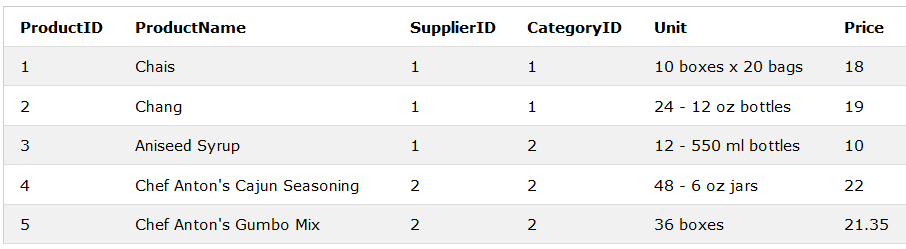 ProductID ProductName SupplierID CategoryID Unit Price
1 Chais 1 1 10 boxes x 20 bags 18
2 Chang 1 1 24 - 12 oz bottles 19
3 Aniseed Syrup 1 2 12 - 550 ml bottles 10
4 Chef Anton's Cajun Seasoning 2 2 48 - 6 oz jars 22
5 Chef Anton's Gumbo Mix 2 2 36 boxes 21.35